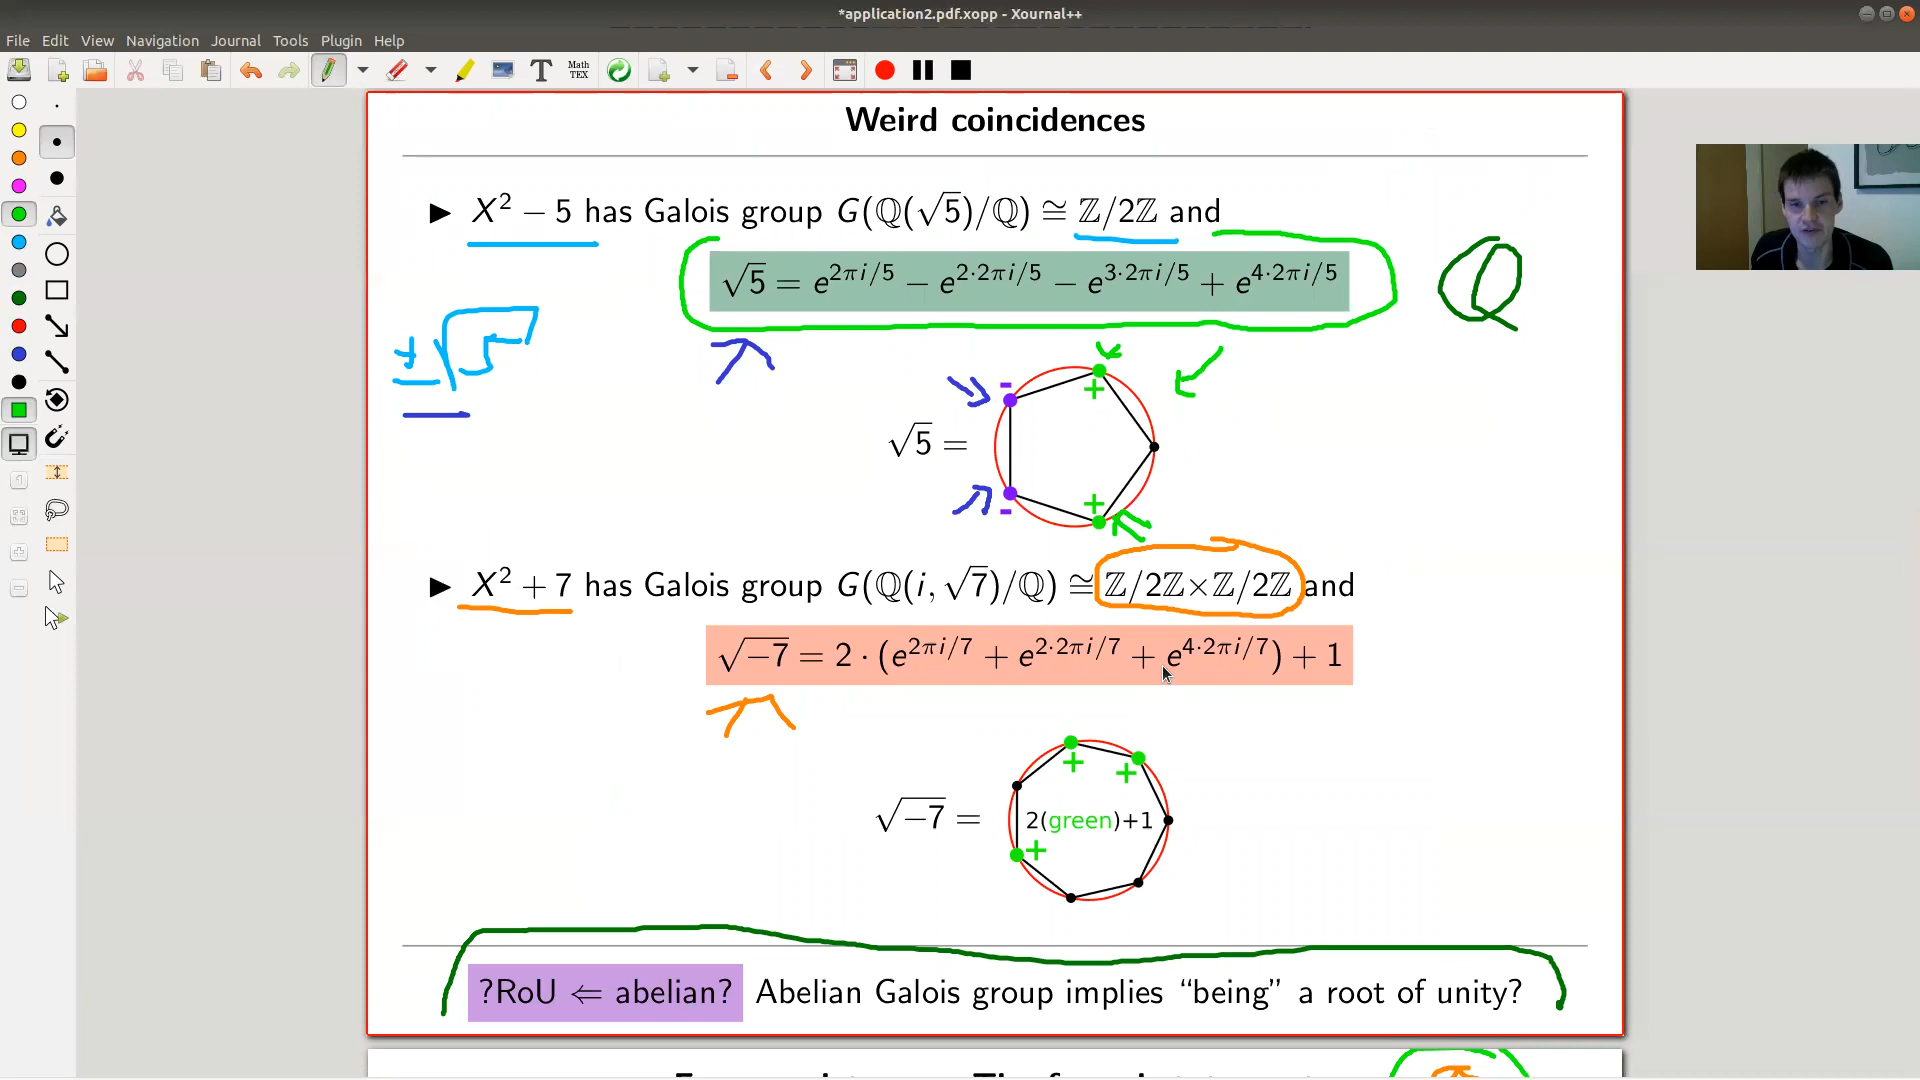 *application2.pdf.xopp - Xournal++
File Edit View Navigation Journal Tools Plugin Help
T Math TEX
Weird coincidences
▶ X² − 5 has Galois group G(ℚ(√5)/ℚ) ≅ ℤ/2ℤ and
√5 = e^{2πi/5} − e^{2·2πi/5} − e^{3·2πi/5} + e^{4·2πi/5}
Q
±√5
- +
√5 =
- +
▶ X² + 7 has Galois group G(ℚ(i, √7)/ℚ) ≅ ℤ/2ℤ×ℤ/2ℤ and
√−7 = 2 · (e^{2πi/7} + e^{2·2πi/7} + e^{4·2πi/7}) + 1
+ +
√−7 = 2(green)+1
+
?RoU ⇐ abelian? Abelian Galois group implies “being” a root of unity?